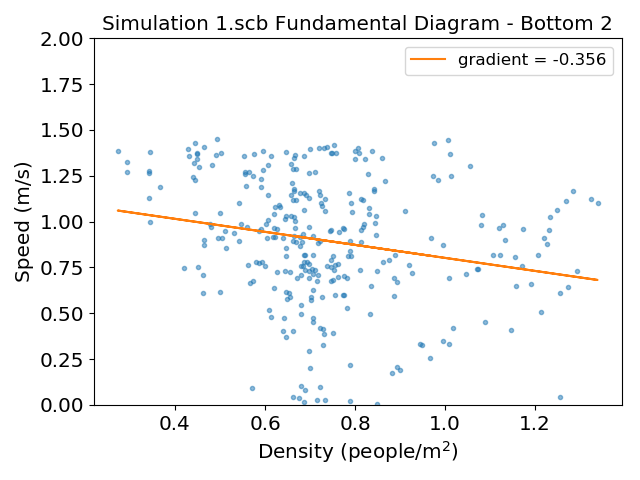 Simulation 1.scb Fundamental Diagram - Bottom 2
gradient = -0.356
Speed (m/s)
2.00
1.75
1.50
1.25
1.00
0.75
0.50
0.25
0.00
0.4 0.6 0.8 1.0 1.2
Density (people/m²)